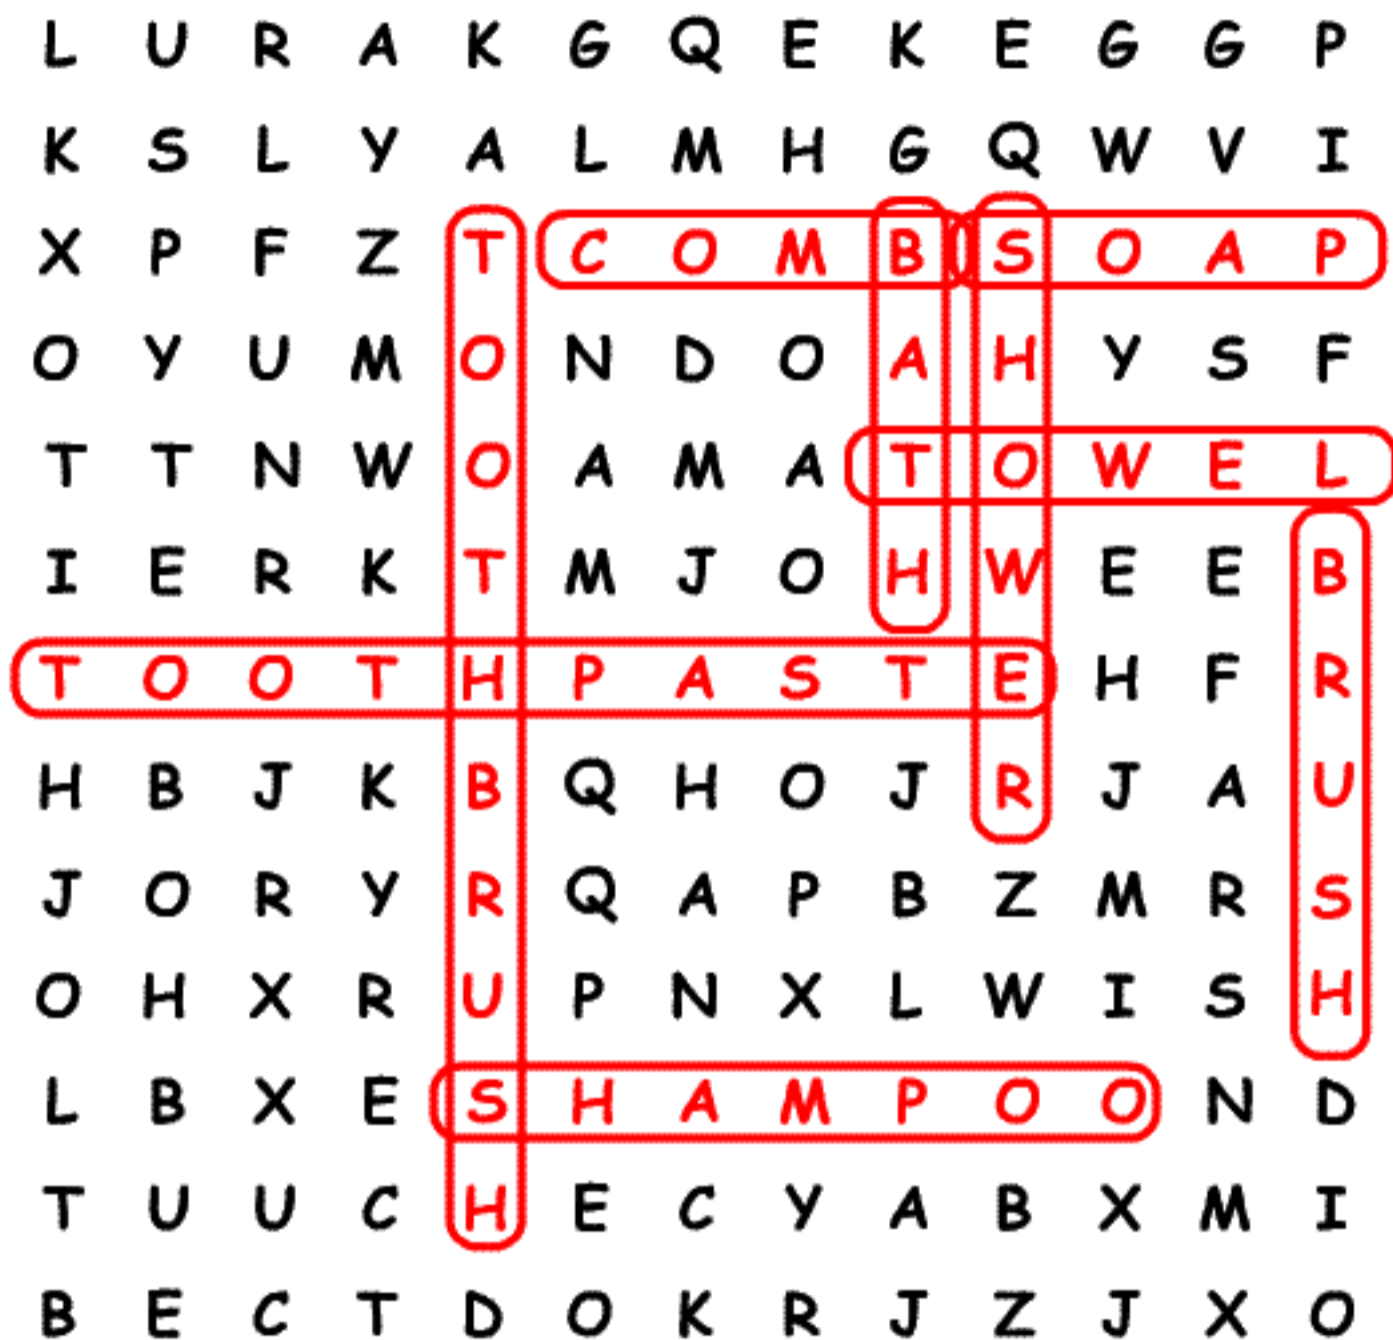 L U R A K G Q E K E G G P
K S L Y A L M H G Q W V I
X P F Z T C O M B S O A P
O Y U M O N D O A H Y S F
T T N W O A M A T O W E L
I E R K T M J O H W E E B
T O O T H P A S T E H F R
H B J K B Q H O J R J A U
J O R Y R Q A P B Z M R S
O H X R U P N X L W I S H
L B X E S H A M P O O N D
T U U C H E C Y A B X M I
B E C T D O K R J Z J X O